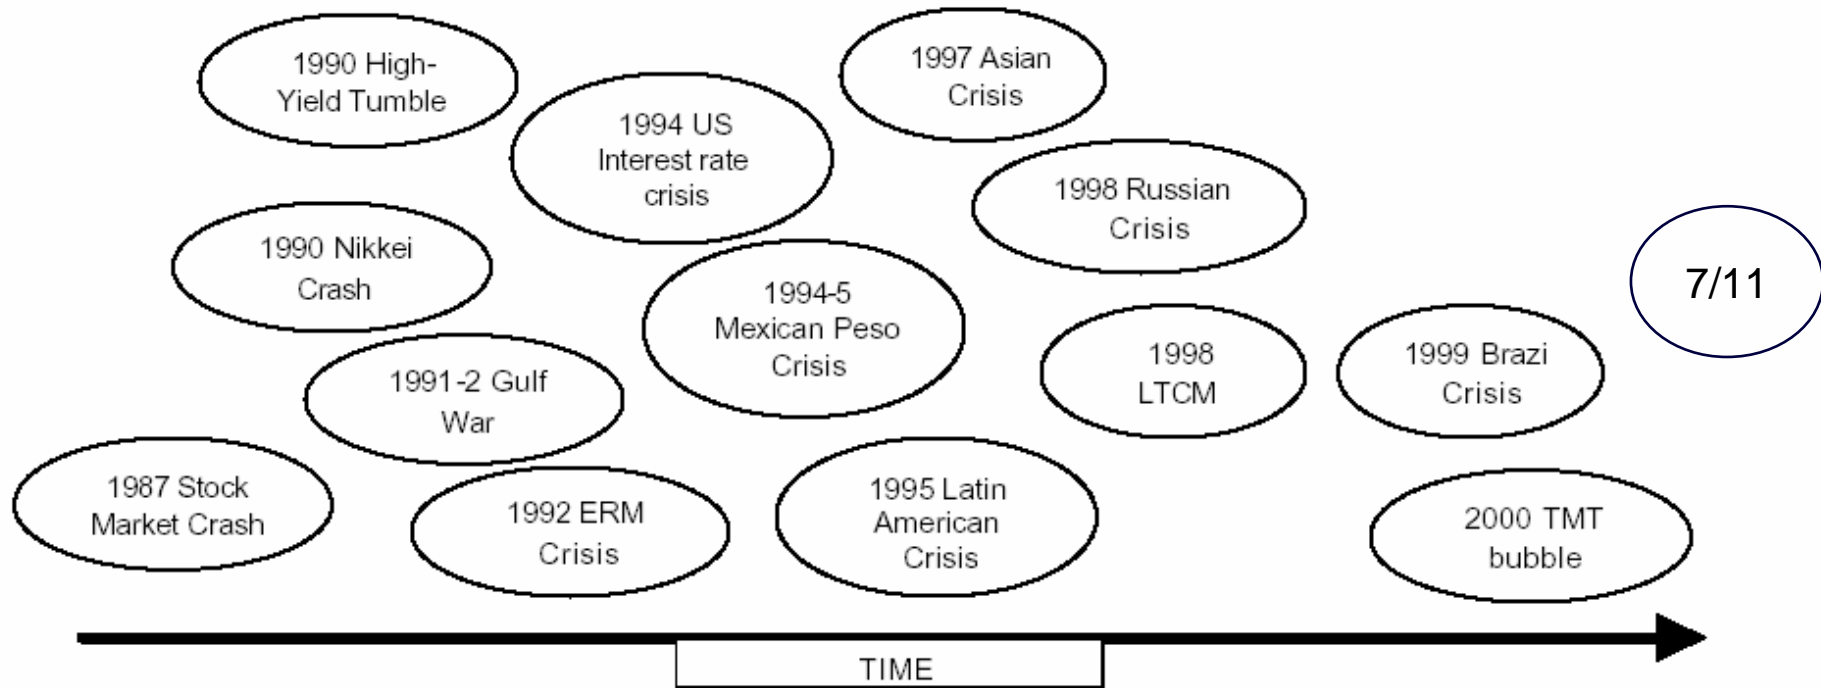 1990 High-
Yield Tumble
1997 Asian
Crisis
1994 US
Interest rate
crisis
1998 Russian
Crisis
1990 Nikkei
Crash
7/11
1994-5
Mexican Peso
Crisis
1998
LTCM
1999 Brazi
Crisis
1991-2 Gulf
War
1987 Stock
Market Crash
1992 ERM
Crisis
1995 Latin
American
Crisis
2000 TMT
bubble
TIME